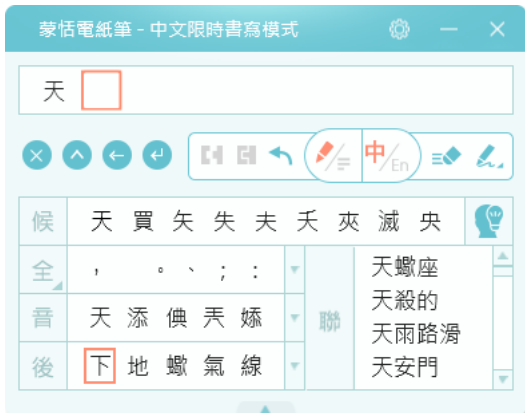 蒙恬電紙筆 - 中文限時書寫模式
天
中/En
候 天 買 矢 失 夫 夭 夾 滅 央
全 , 。 、 ; :
音 天 添 倎 兲 婖
後 下 地 蠍 氣 線
聯
天蠍座
天殺的
天雨路滑
天安門